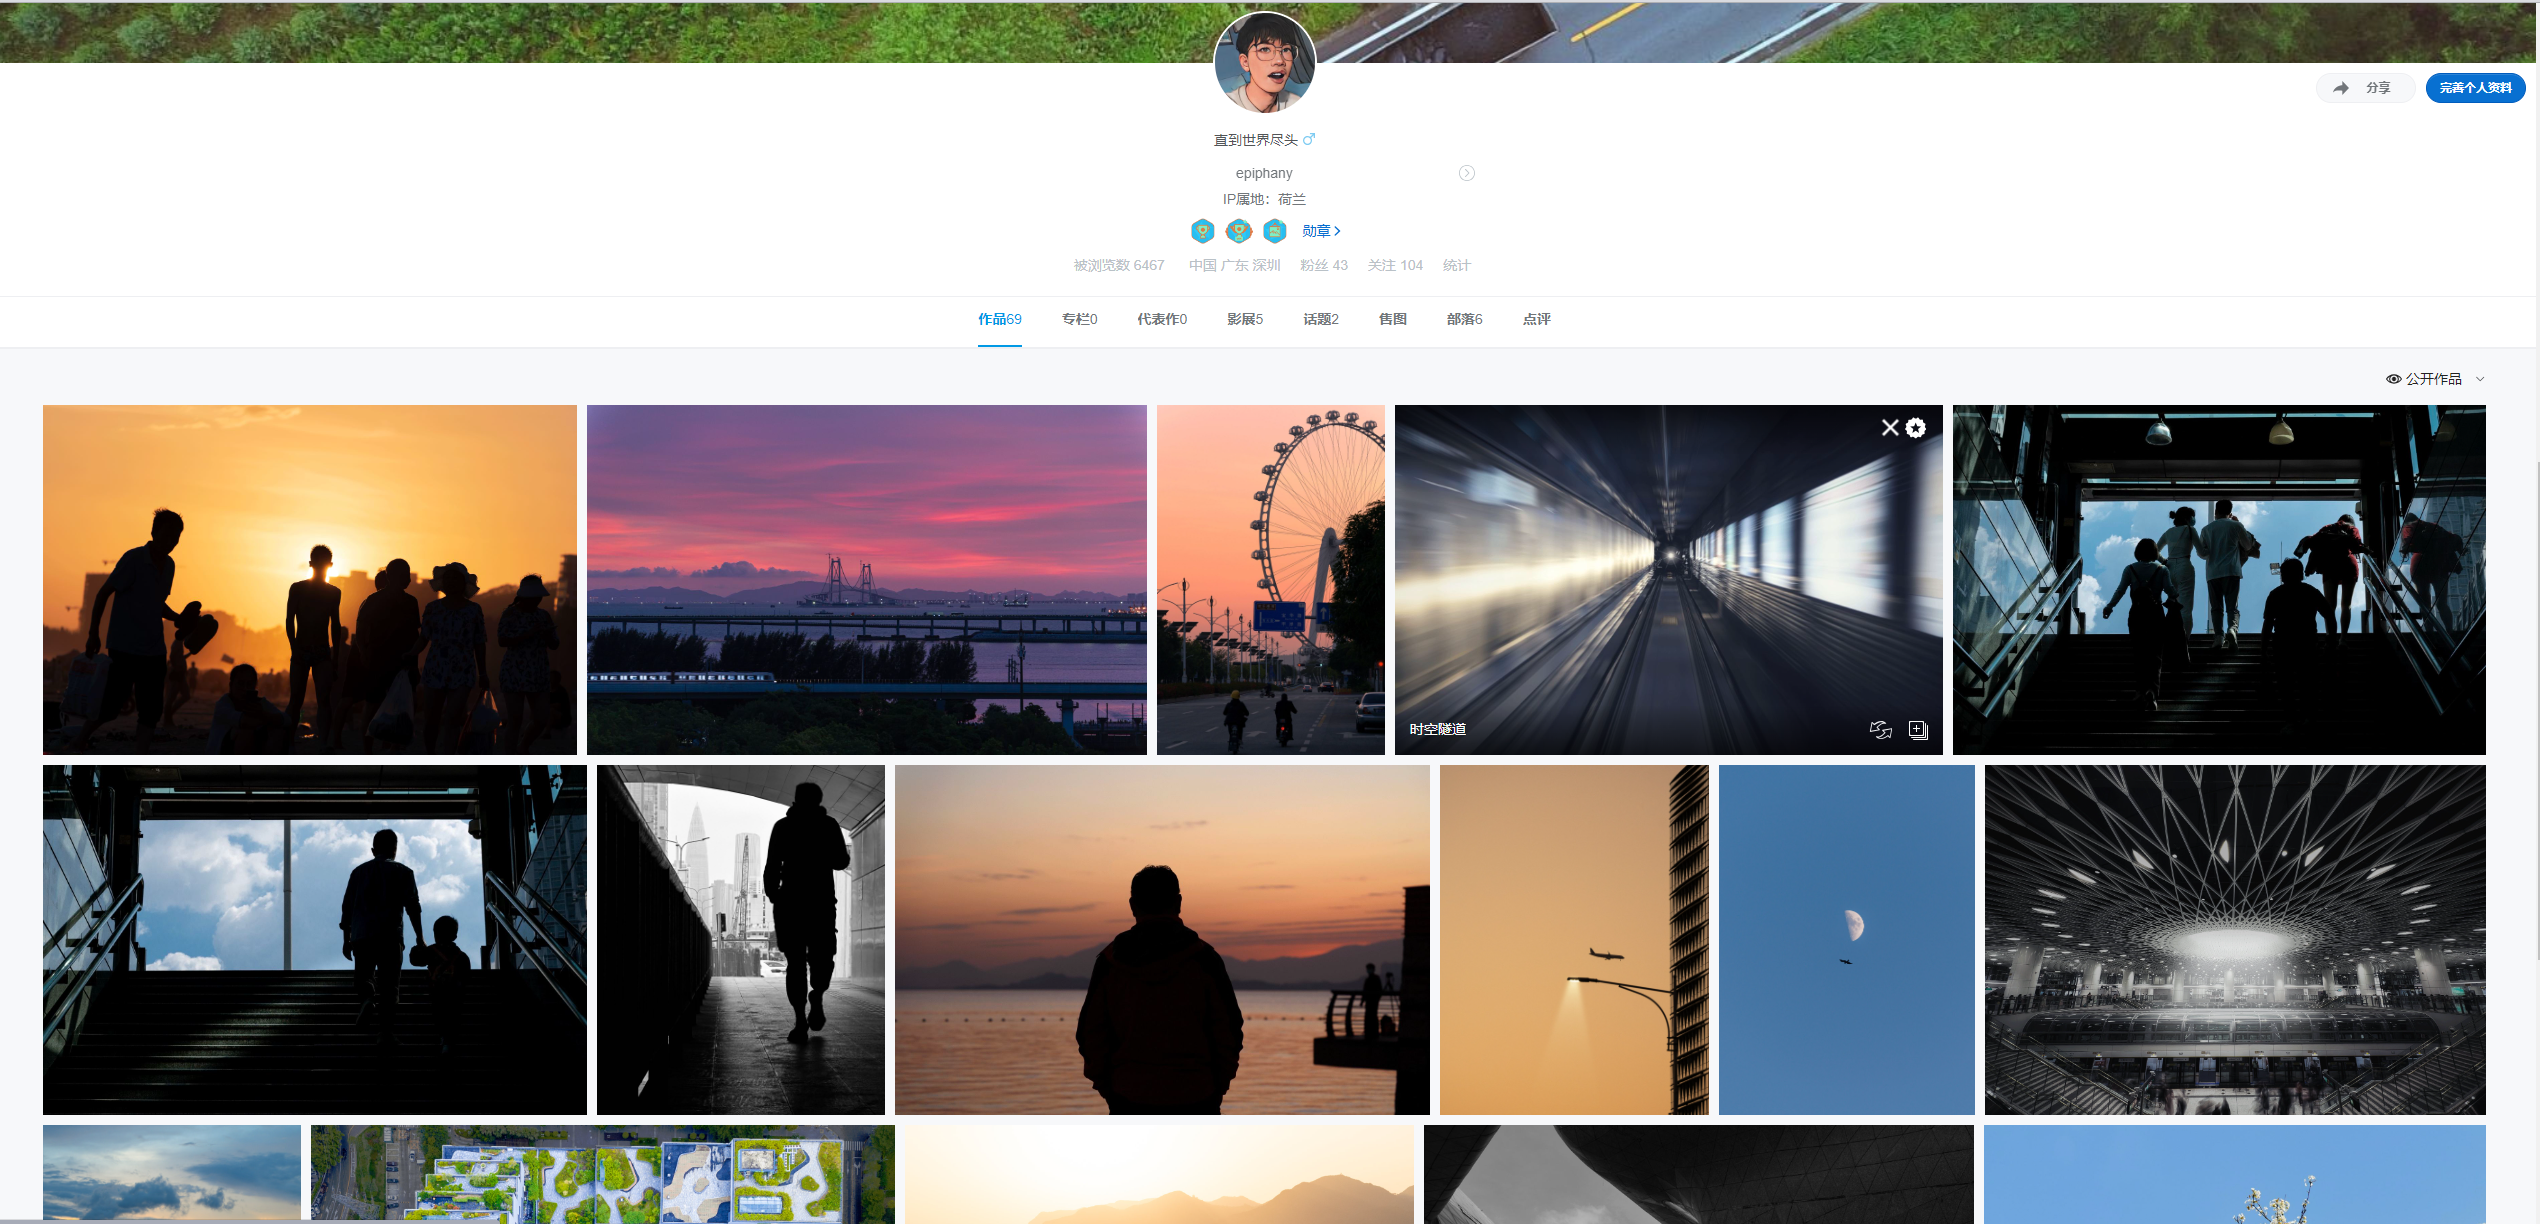 分享
完善个人资料
直到世界尽头
epiphany
IP属地：荷兰
勋章
被浏览数 6467 中国 广东 深圳 粉丝 43 关注 104 统计
作品69 专栏0 代表作0 影展5 话题2 售图 部落6 点评
公开作品
时空隧道